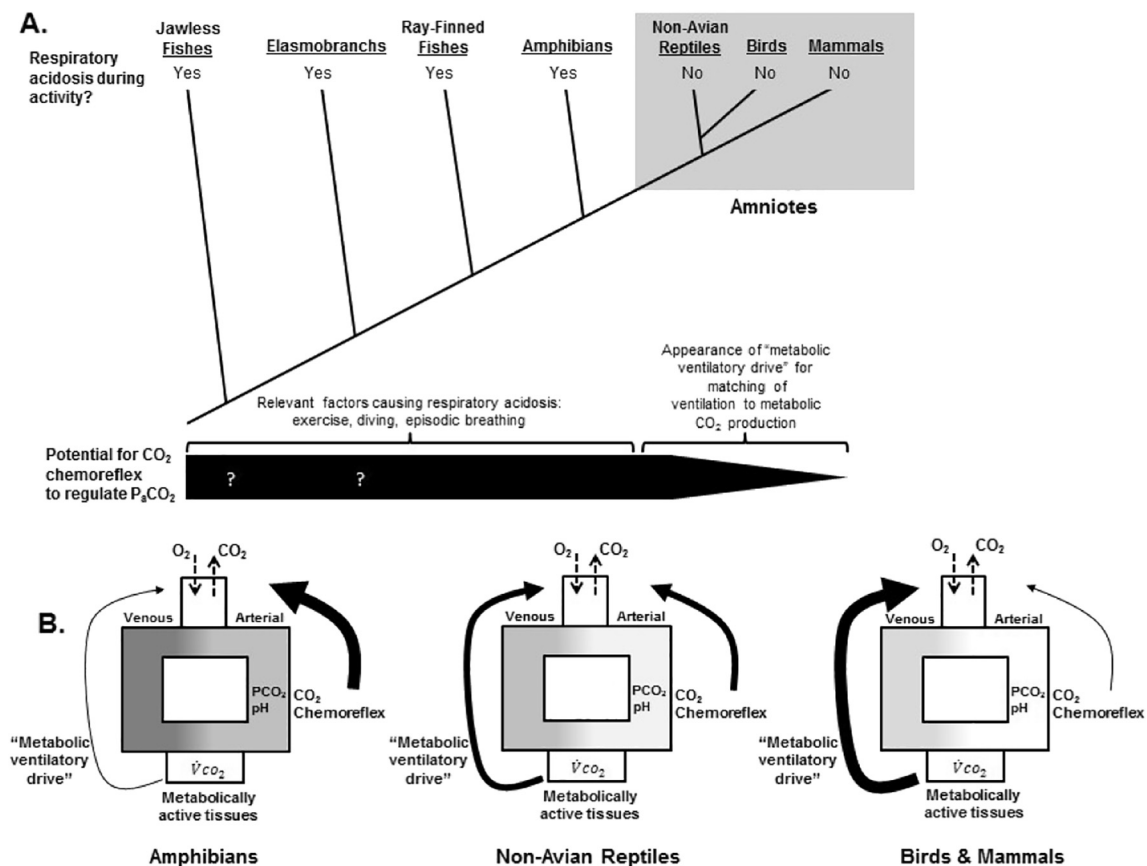 A.
Jawless
Fishes
Elasmobranchs
Ray-Finned
Fishes
Amphibians
Non-Avian
Reptiles
Birds
Mammals
Respiratory
acidosis during
activity?
Yes
Yes
Yes
Yes
No
No
No
Amniotes
Appearance of “metabolic
ventilatory drive” for
matching of
ventilation to metabolic
CO₂ production
Relevant factors causing respiratory acidosis:
exercise, diving, episodic breathing
Potential for CO₂
chemoreflex
to regulate PₐCO₂
?
?
B.
O₂
CO₂
Venous
Arterial
PCO₂
pH
CO₂
Chemoreflex
“Metabolic
ventilatory
drive”
V̇co₂
Metabolically
active tissues
Amphibians
O₂
CO₂
Venous
Arterial
PCO₂
pH
CO₂
Chemoreflex
“Metabolic
ventilatory
drive”
V̇co₂
Metabolically
active tissues
Non-Avian Reptiles
O₂
CO₂
Venous
Arterial
PCO₂
pH
CO₂
Chemoreflex
“Metabolic
ventilatory
drive”
V̇co₂
Metabolically
active tissues
Birds & Mammals